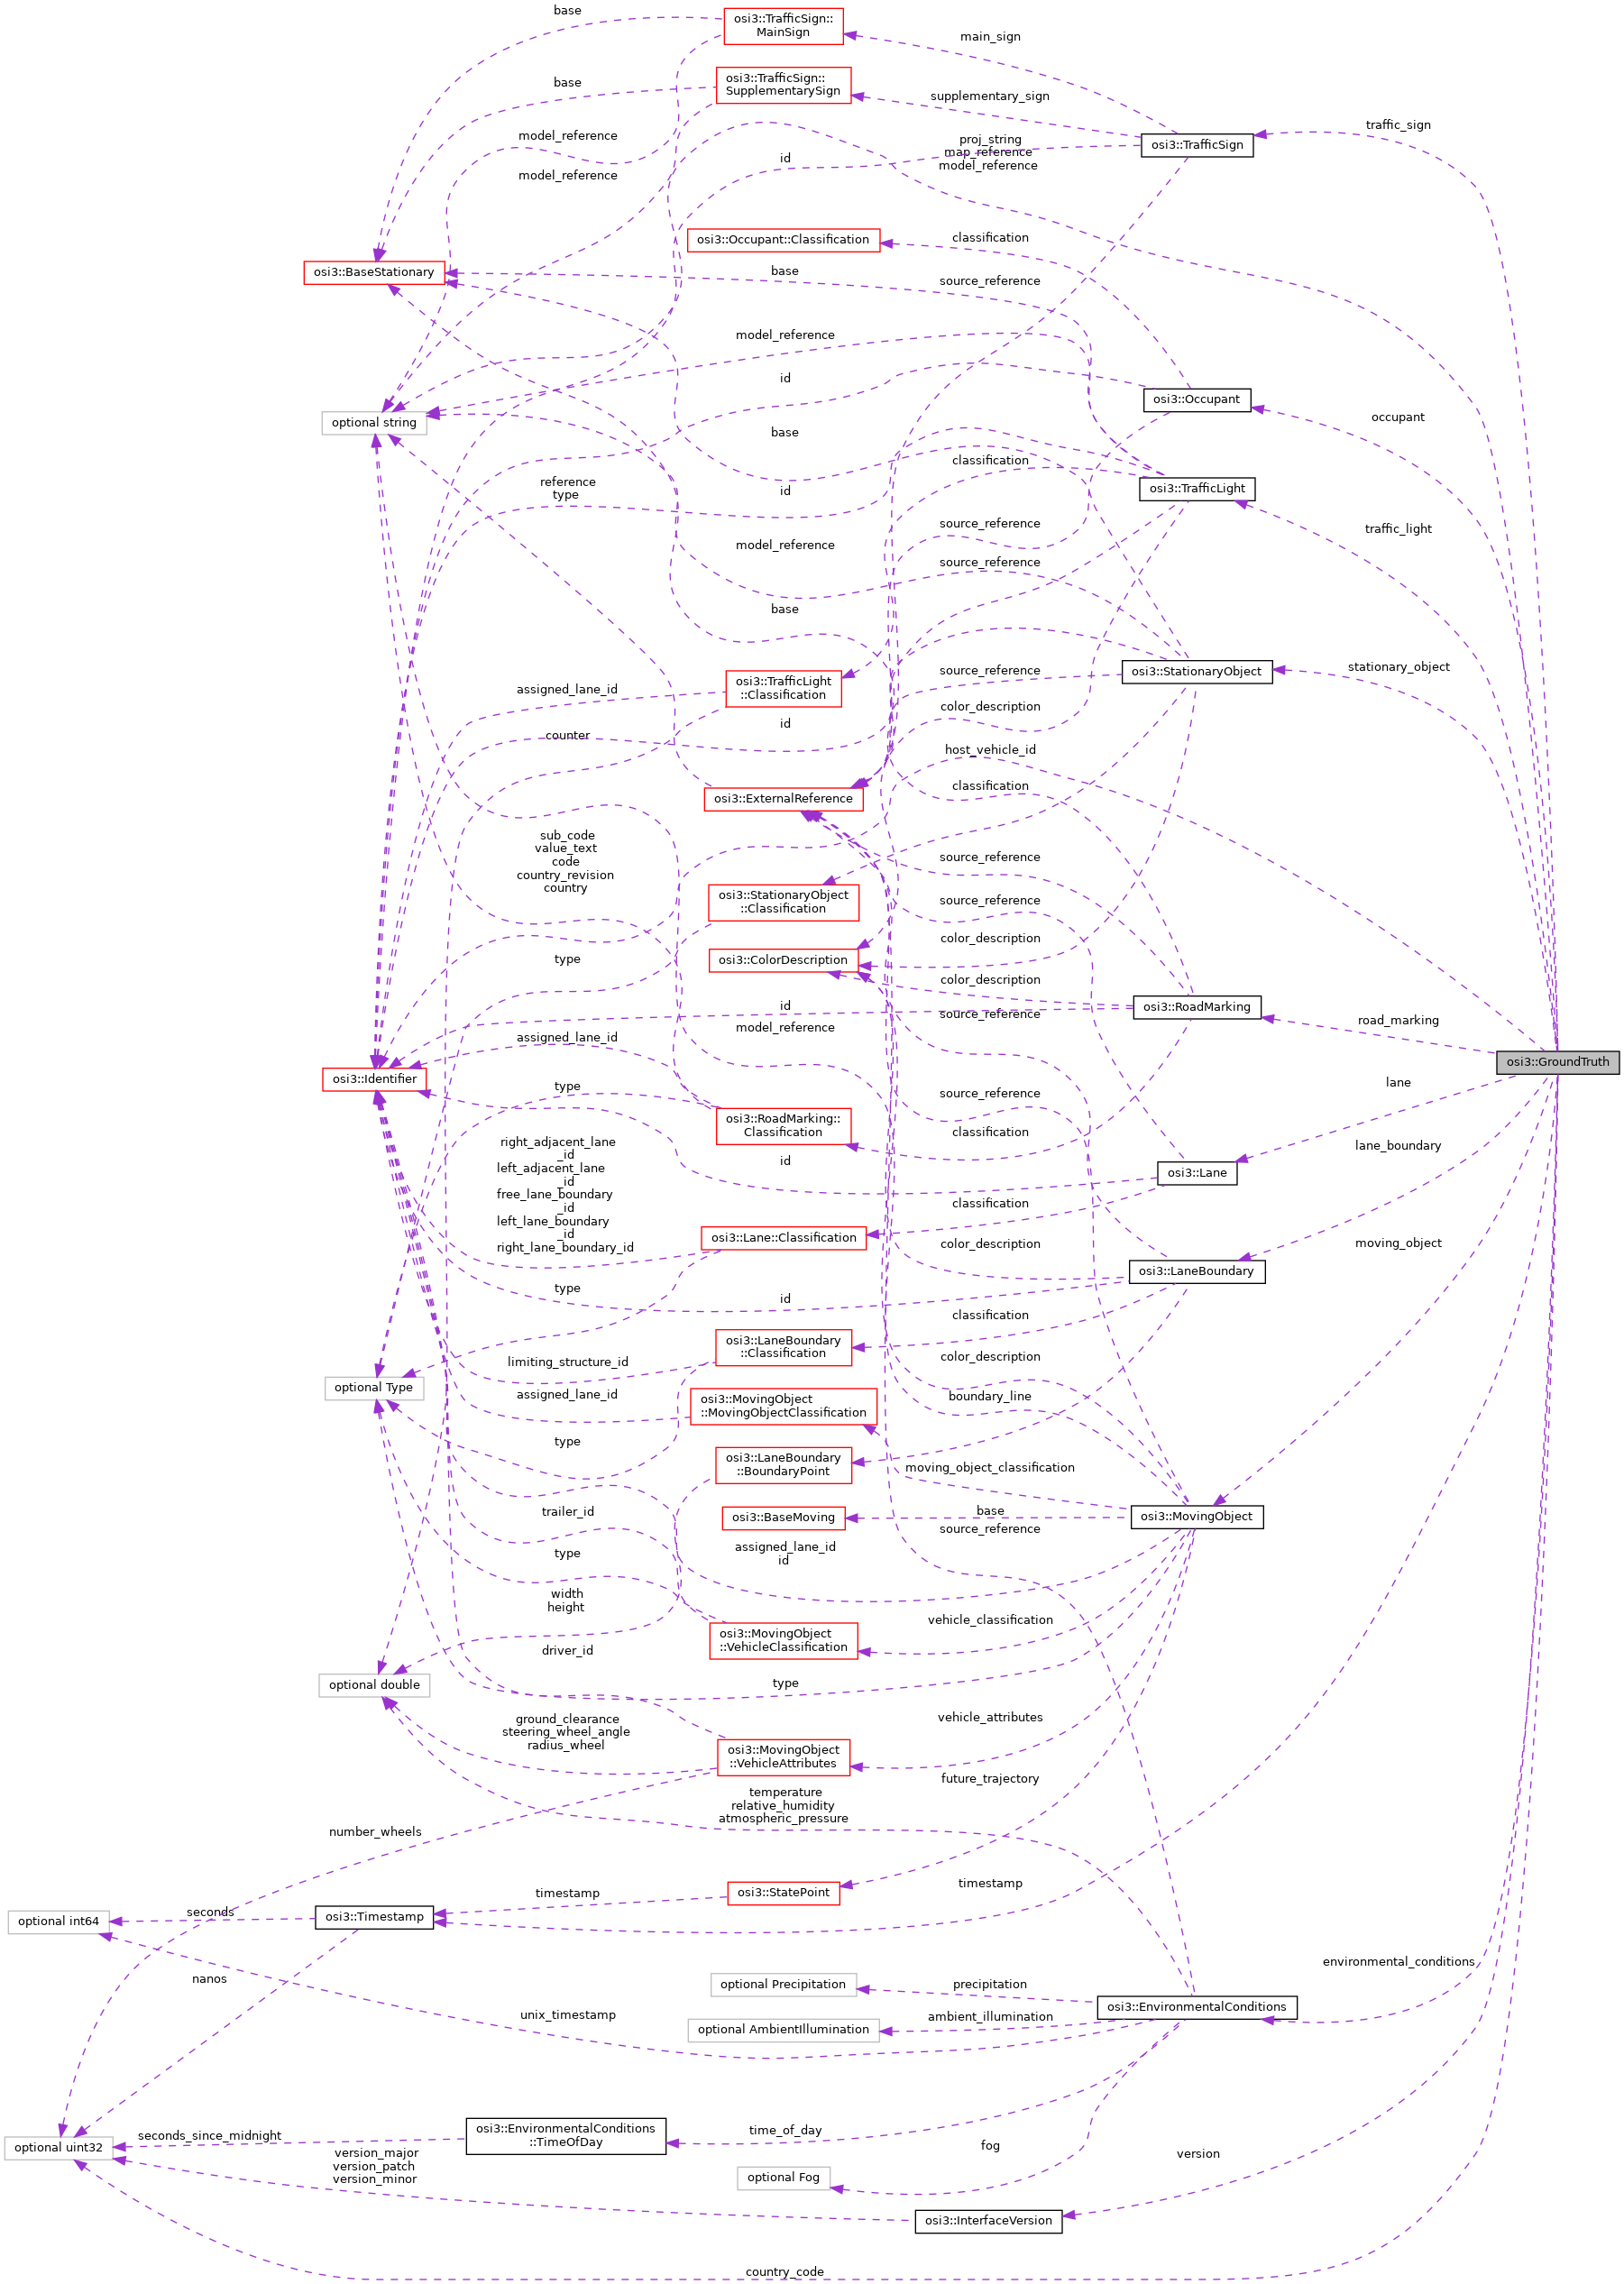 base
osi3::TrafficSign::
MainSign
main_sign
base
osi3::TrafficSign::
SupplementarySign
supplementary_sign
traffic_sign
model_reference
proj_string
map_reference
model_reference
osi3::TrafficSign
id
model_reference
osi3::Occupant::Classification
classification
osi3::BaseStationary
base
source_reference
model_reference
id
osi3::Occupant
occupant
optional string
base
classification
reference
type
id
osi3::TrafficLight
source_reference
traffic_light
model_reference
source_reference
base
osi3::TrafficLight
::Classification
source_reference
osi3::StationaryObject
stationary_object
assigned_lane_id
color_description
id
counter
host_vehicle_id
classification
osi3::ExternalReference
sub_code
value_text
code
country_revision
country
source_reference
osi3::StationaryObject
::Classification
source_reference
color_description
type
osi3::ColorDescription
color_description
id
osi3::RoadMarking
source_reference
road_marking
model_reference
assigned_lane_id
osi3::GroundTruth
osi3::Identifier
type
source_reference
lane
osi3::RoadMarking::
Classification
classification
right_adjacent_lane
_id
left_adjacent_lane
_id
free_lane_boundary
_id
left_lane_boundary
_id
right_lane_boundary_id
lane_boundary
id
osi3::Lane
classification
osi3::Lane::Classification
color_description
moving_object
osi3::LaneBoundary
type
id
classification
osi3::LaneBoundary
::Classification
limiting_structure_id
color_description
optional Type
assigned_lane_id
boundary_line
osi3::MovingObject
::MovingObjectClassification
type
osi3::LaneBoundary
::BoundaryPoint
moving_object_classification
trailer_id
osi3::BaseMoving
base
osi3::MovingObject
source_reference
assigned_lane_id
id
type
width
height
vehicle_classification
osi3::MovingObject
::VehicleClassification
driver_id
optional double
type
ground_clearance
steering_wheel_angle
radius_wheel
vehicle_attributes
osi3::MovingObject
::VehicleAttributes
future_trajectory
temperature
relative_humidity
atmospheric_pressure
number_wheels
timestamp
timestamp
osi3::StatePoint
seconds
optional int64
osi3::Timestamp
environmental_conditions
nanos
optional Precipitation
precipitation
osi3::EnvironmentalConditions
unix_timestamp
ambient_illumination
optional AmbientIllumination
seconds_since_midnight
osi3::EnvironmentalConditions
::TimeOfDay
time_of_day
optional uint32
version_major
version_patch
version_minor
fog
version
optional Fog
osi3::InterfaceVersion
country_code